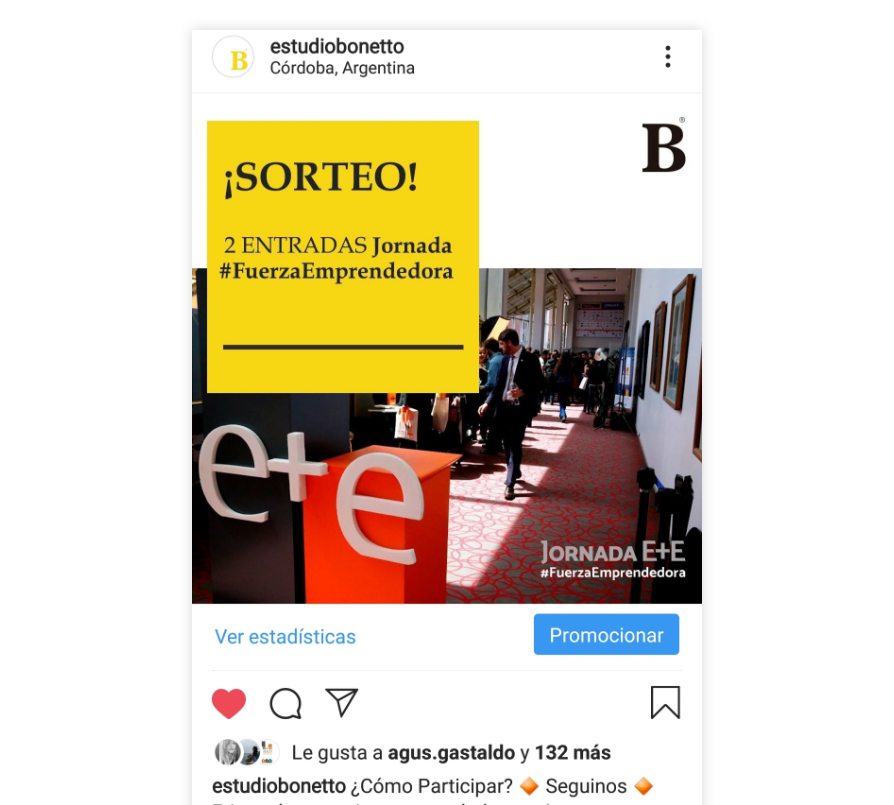 B
estudiobonetto
Córdoba, Argentina
B®
¡SORTEO!
2 ENTRADAS Jornada
#FuerzaEmprendedora
e+e
JORNADA E+E
#FuerzaEmprendedora
Ver estadísticas
Promocionar
Le gusta a agus.gastaldo y 132 más
estudiobonetto ¿Cómo Participar? 🔸 Seguinos 🔸